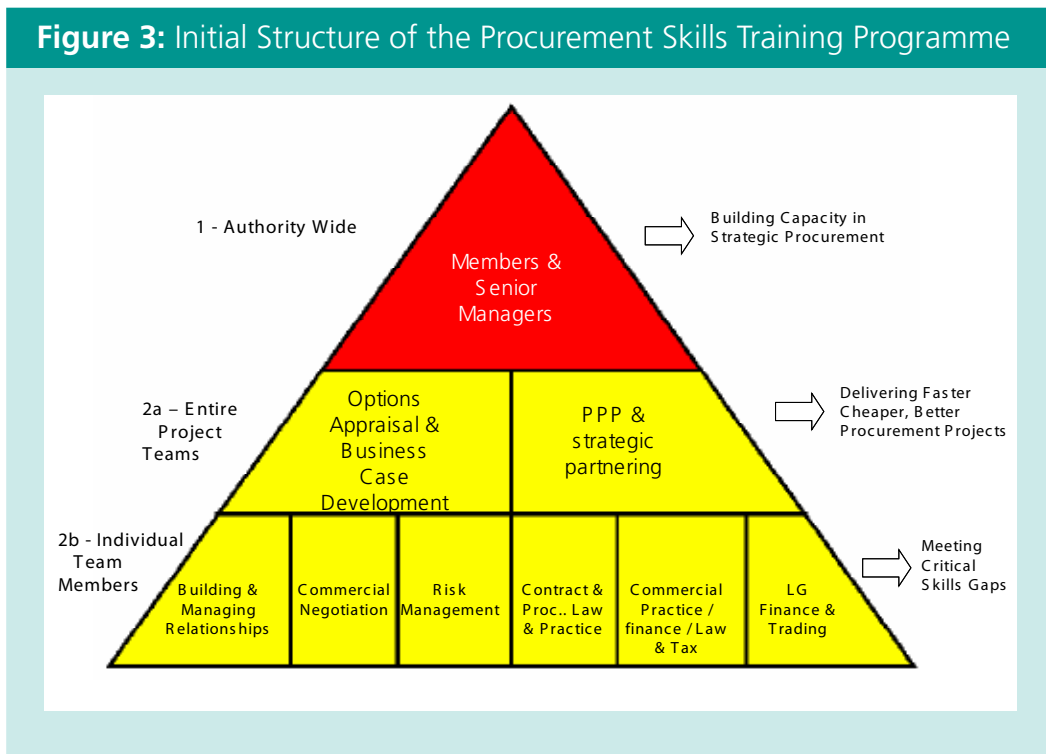 Figure 3: Initial Structure of the Procurement Skills Training Programme
1 - Authority Wide
Members &
Senior
Managers
Building Capacity in
Strategic Procurement
2a – Entire
Project
Teams
Options
Appraisal &
Business
Case
Development
PPP &
strategic
partnering
Delivering Faster
Cheaper, Better
Procurement Projects
2b - Individual
Team
Members
Building &
Managing
Relationships
Commercial
Negotiation
Risk
Management
Contract &
Proc.. Law
& Practice
Commercial
Practice /
finance / Law
& Tax
LG
Finance &
Trading
Meeting
Critical
Skills Gaps